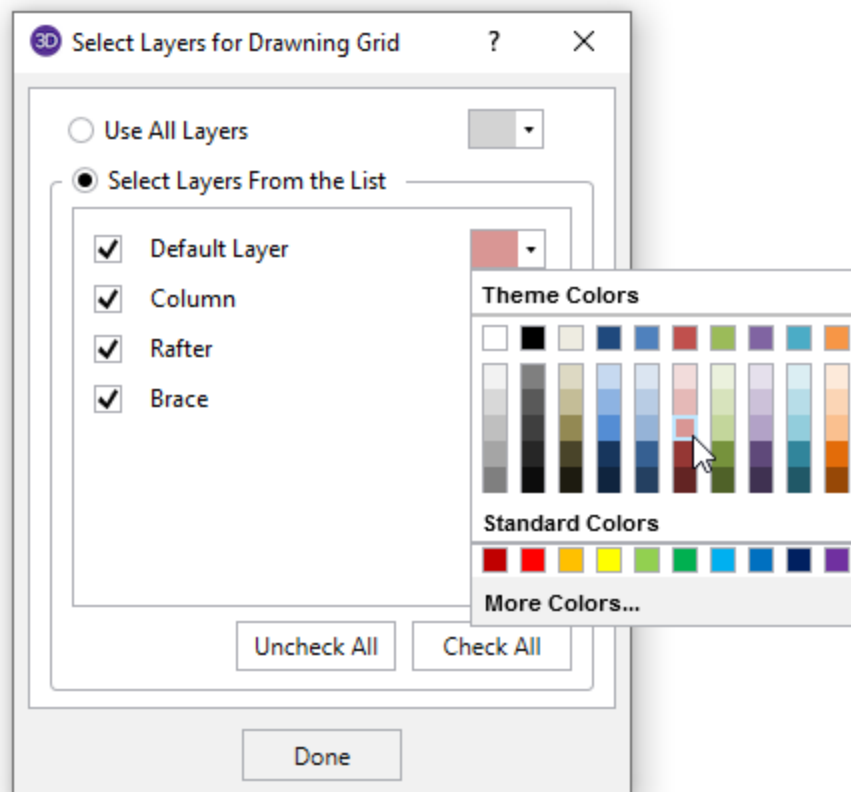 3D Select Layers for Drawning Grid ?
Use All Layers
Select Layers From the List
Default Layer
Column
Rafter
Brace
Theme Colors
Standard Colors
More Colors...
Uncheck All Check All
Done